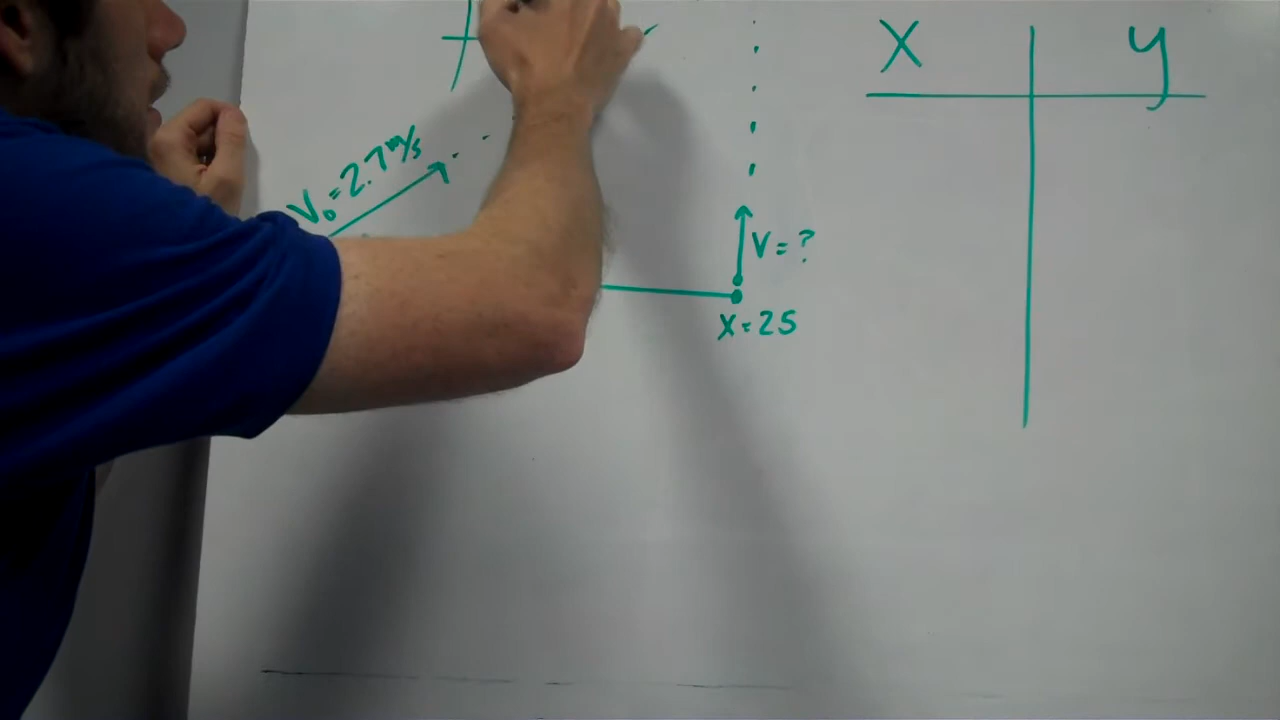 X y
V₀ = 2.7 m/s
V = ?
X = 25